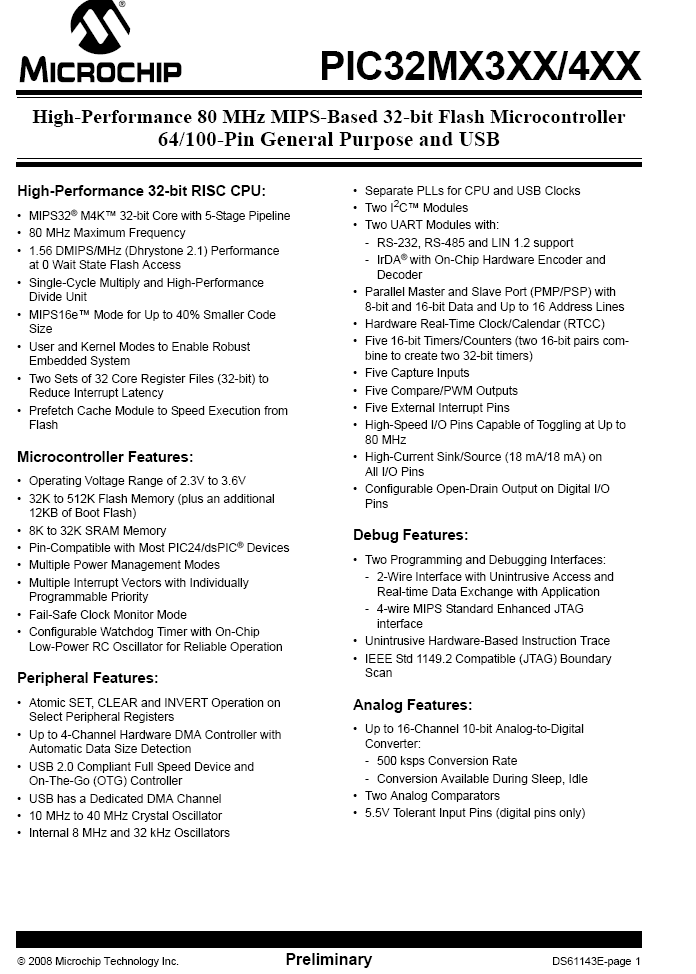 ®
MICROCHIP
PIC32MX3XX/4XX
High-Performance 80 MHz MIPS-Based 32-bit Flash Microcontroller
64/100-Pin General Purpose and USB
High-Performance 32-bit RISC CPU:
• MIPS32® M4K™ 32-bit Core with 5-Stage Pipeline
• 80 MHz Maximum Frequency
• 1.56 DMIPS/MHz (Dhrystone 2.1) Performance
at 0 Wait State Flash Access
• Single-Cycle Multiply and High-Performance
Divide Unit
• MIPS16e™ Mode for Up to 40% Smaller Code
Size
• User and Kernel Modes to Enable Robust
Embedded System
• Two Sets of 32 Core Register Files (32-bit) to
Reduce Interrupt Latency
• Prefetch Cache Module to Speed Execution from
Flash
Microcontroller Features:
• Operating Voltage Range of 2.3V to 3.6V
• 32K to 512K Flash Memory (plus an additional
12KB of Boot Flash)
• 8K to 32K SRAM Memory
• Pin-Compatible with Most PIC24/dsPIC® Devices
• Multiple Power Management Modes
• Multiple Interrupt Vectors with Individually
Programmable Priority
• Fail-Safe Clock Monitor Mode
• Configurable Watchdog Timer with On-Chip
Low-Power RC Oscillator for Reliable Operation
Peripheral Features:
• Atomic SET, CLEAR and INVERT Operation on
Select Peripheral Registers
• Up to 4-Channel Hardware DMA Controller with
Automatic Data Size Detection
• USB 2.0 Compliant Full Speed Device and
On-The-Go (OTG) Controller
• USB has a Dedicated DMA Channel
• 10 MHz to 40 MHz Crystal Oscillator
• Internal 8 MHz and 32 kHz Oscillators
• Separate PLLs for CPU and USB Clocks
• Two I²C™ Modules
• Two UART Modules with:
- RS-232, RS-485 and LIN 1.2 support
- IrDA® with On-Chip Hardware Encoder and
Decoder
• Parallel Master and Slave Port (PMP/PSP) with
8-bit and 16-bit Data and Up to 16 Address Lines
• Hardware Real-Time Clock/Calendar (RTCC)
• Five 16-bit Timers/Counters (two 16-bit pairs com-
bine to create two 32-bit timers)
• Five Capture Inputs
• Five Compare/PWM Outputs
• Five External Interrupt Pins
• High-Speed I/O Pins Capable of Toggling at Up to
80 MHz
• High-Current Sink/Source (18 mA/18 mA) on
All I/O Pins
• Configurable Open-Drain Output on Digital I/O
Pins
Debug Features:
• Two Programming and Debugging Interfaces:
- 2-Wire Interface with Unintrusive Access and
Real-time Data Exchange with Application
- 4-wire MIPS Standard Enhanced JTAG
interface
• Unintrusive Hardware-Based Instruction Trace
• IEEE Std 1149.2 Compatible (JTAG) Boundary
Scan
Analog Features:
• Up to 16-Channel 10-bit Analog-to-Digital
Converter:
- 500 ksps Conversion Rate
- Conversion Available During Sleep, Idle
• Two Analog Comparators
• 5.5V Tolerant Input Pins (digital pins only)
© 2008 Microchip Technology Inc.
Preliminary
DS61143E-page 1